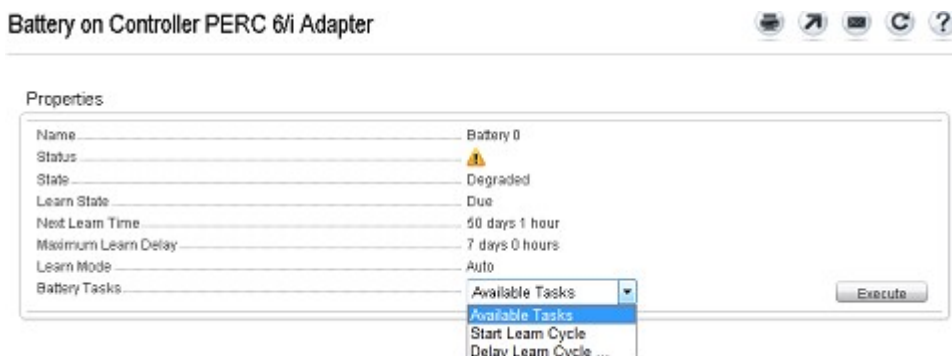 Battery on Controller PERC 6/i Adapter
?
Properties
Name Battery 0
Status
State Degraded
Learn State Due
Next Learn Time 50 days 1 hour
Maximum Learn Delay 7 days 0 hours
Learn Mode Auto
Battery Tasks Available Tasks Execute
Available Tasks
Start Learn Cycle
Delay Learn Cycle ...